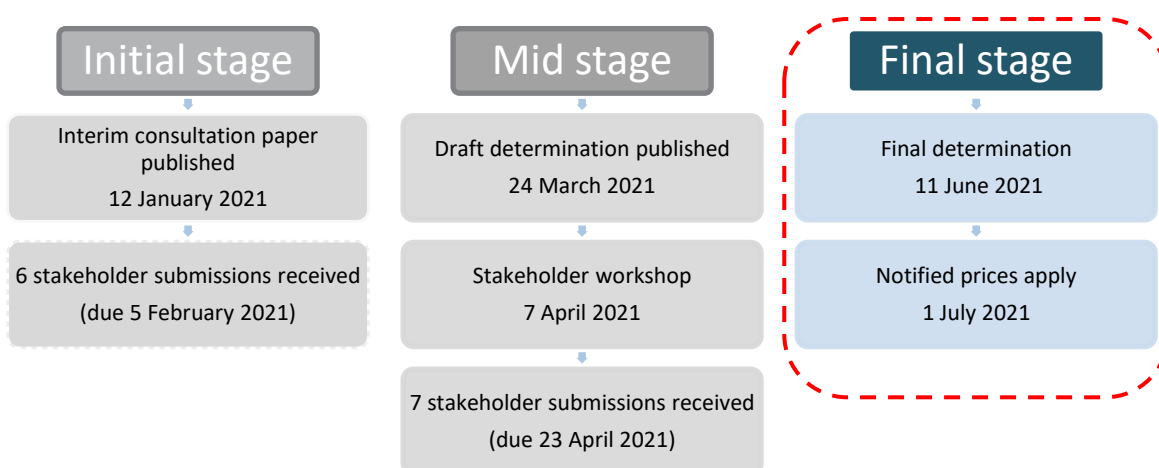 Initial stage
Interim consultation paper
published
12 January 2021
6 stakeholder submissions received
(due 5 February 2021)
Mid stage
Draft determination published
24 March 2021
Stakeholder workshop
7 April 2021
7 stakeholder submissions received
(due 23 April 2021)
Final stage
Final determination
11 June 2021
Notified prices apply
1 July 2021